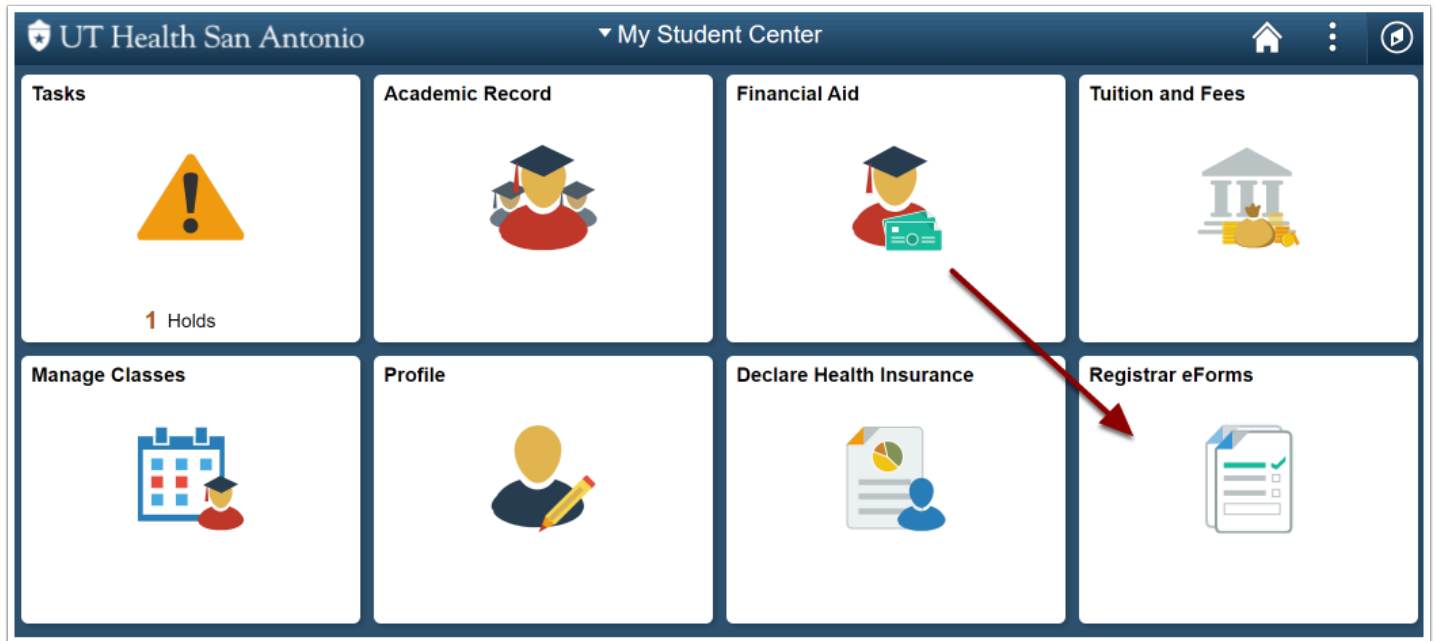 UT Health San Antonio
My Student Center
Tasks
Academic Record
Financial Aid
Tuition and Fees
1 Holds
Manage Classes
Profile
Declare Health Insurance
Registrar eForms